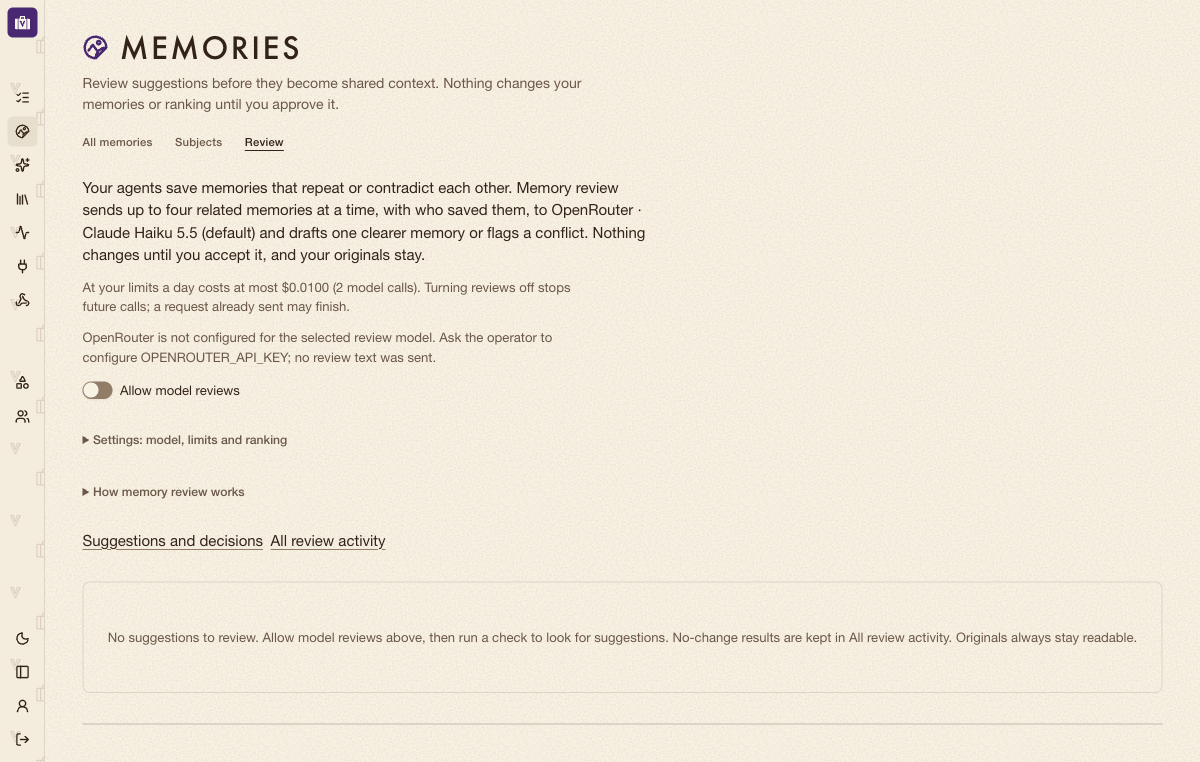 MEMORIES
Review suggestions before they become shared context. Nothing changes your
memories or ranking until you approve it.
All memories Subjects Review
Your agents save memories that repeat or contradict each other. Memory review
sends up to four related memories at a time, with who saved them, to OpenRouter ·
Claude Haiku 5.5 (default) and drafts one clearer memory or flags a conflict. Nothing
changes until you accept it, and your originals stay.
At your limits a day costs at most $0.0100 (2 model calls). Turning reviews off stops
future calls; a request already sent may finish.
OpenRouter is not configured for the selected review model. Ask the operator to
configure OPENROUTER_API_KEY; no review text was sent.
Allow model reviews
Settings: model, limits and ranking
How memory review works
Suggestions and decisions All review activity
No suggestions to review. Allow model reviews above, then run a check to look for suggestions. No-change results are kept in All review activity. Originals always stay readable.